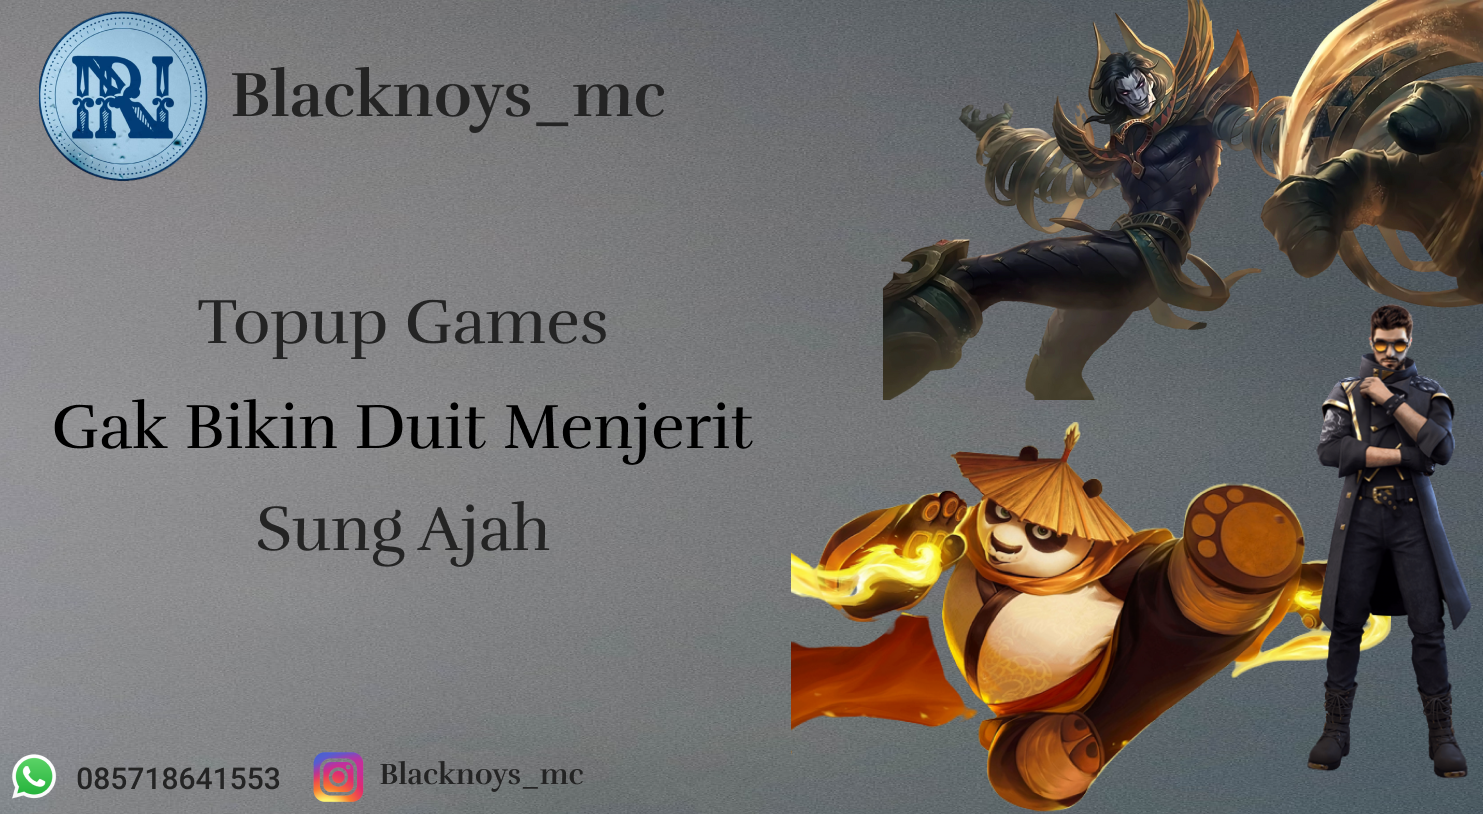 Blacknoys_mc
Topup Games
Gak Bikin Duit Menjerit
Sung Ajah
085718641553
Blacknoys_mc